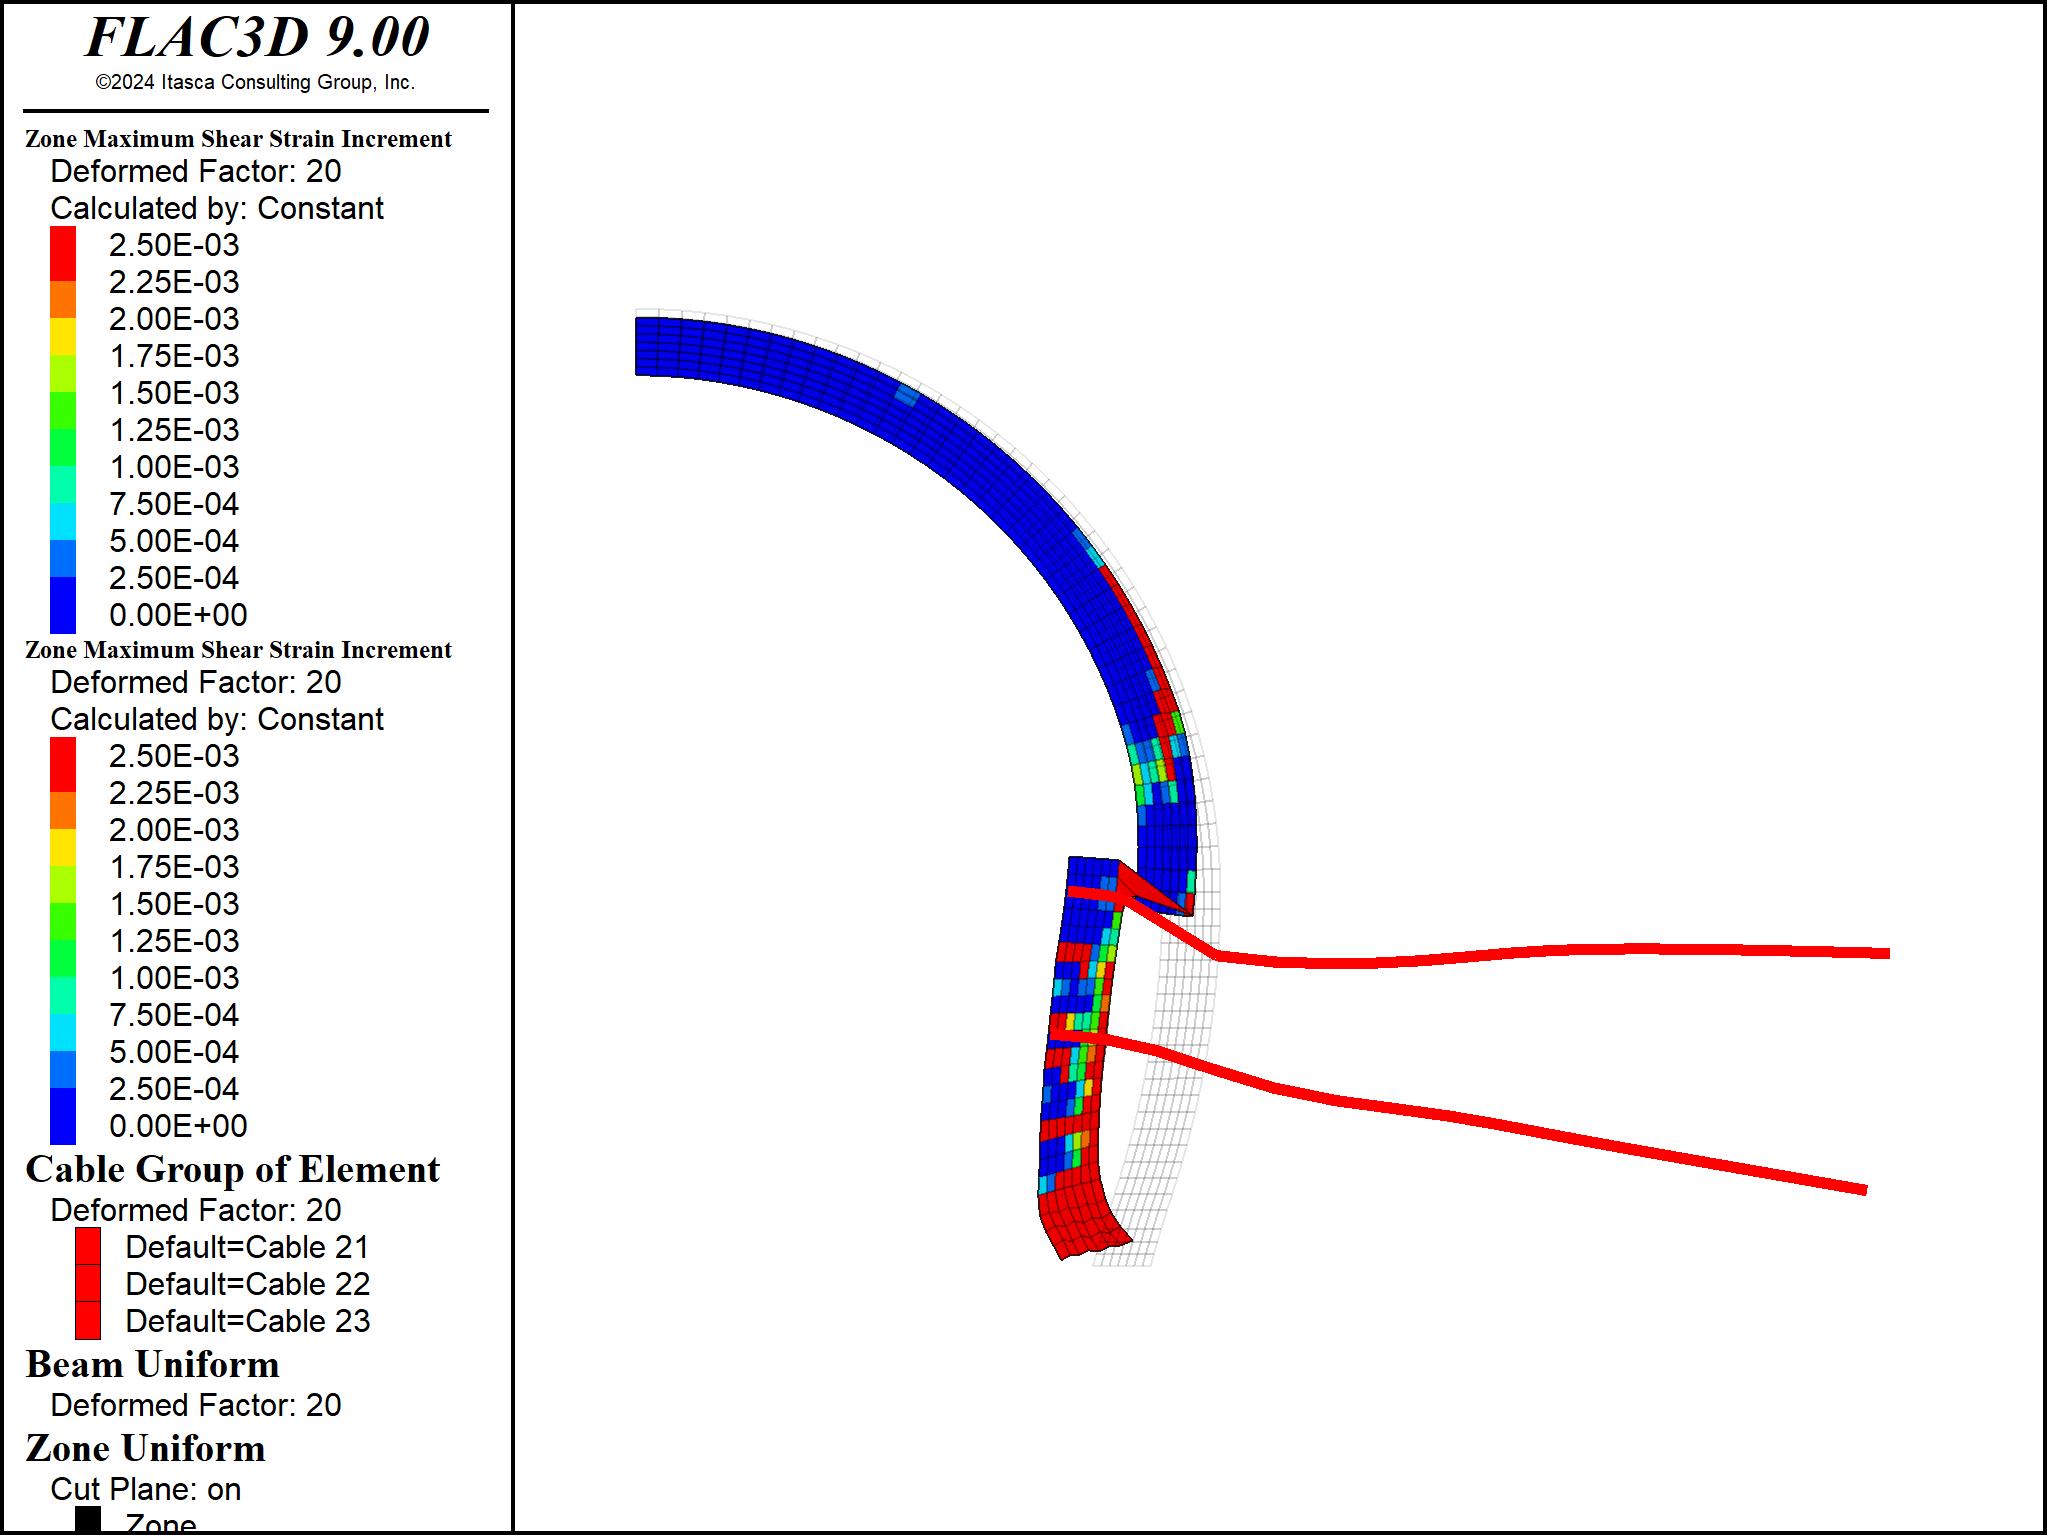 FLAC3D 9.00
©2024 Itasca Consulting Group, Inc.
Zone Maximum Shear Strain Increment
Deformed Factor: 20
Calculated by: Constant
2.50E-03
2.25E-03
2.00E-03
1.75E-03
1.50E-03
1.25E-03
1.00E-03
7.50E-04
5.00E-04
2.50E-04
0.00E+00
Zone Maximum Shear Strain Increment
Deformed Factor: 20
Calculated by: Constant
2.50E-03
2.25E-03
2.00E-03
1.75E-03
1.50E-03
1.25E-03
1.00E-03
7.50E-04
5.00E-04
2.50E-04
0.00E+00
Cable Group of Element
Deformed Factor: 20
Default=Cable 21
Default=Cable 22
Default=Cable 23
Beam Uniform
Deformed Factor: 20
Zone Uniform
Cut Plane: on
Zone